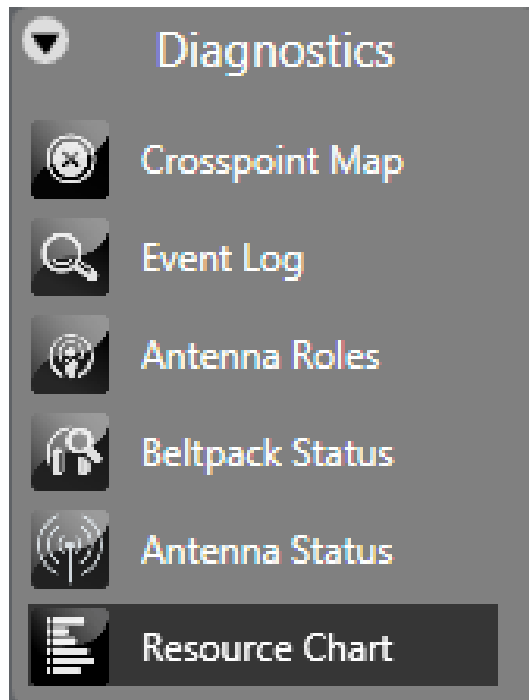 Diagnostics
Crosspoint Map
Event Log
Antenna Roles
Beltpack Status
Antenna Status
Resource Chart